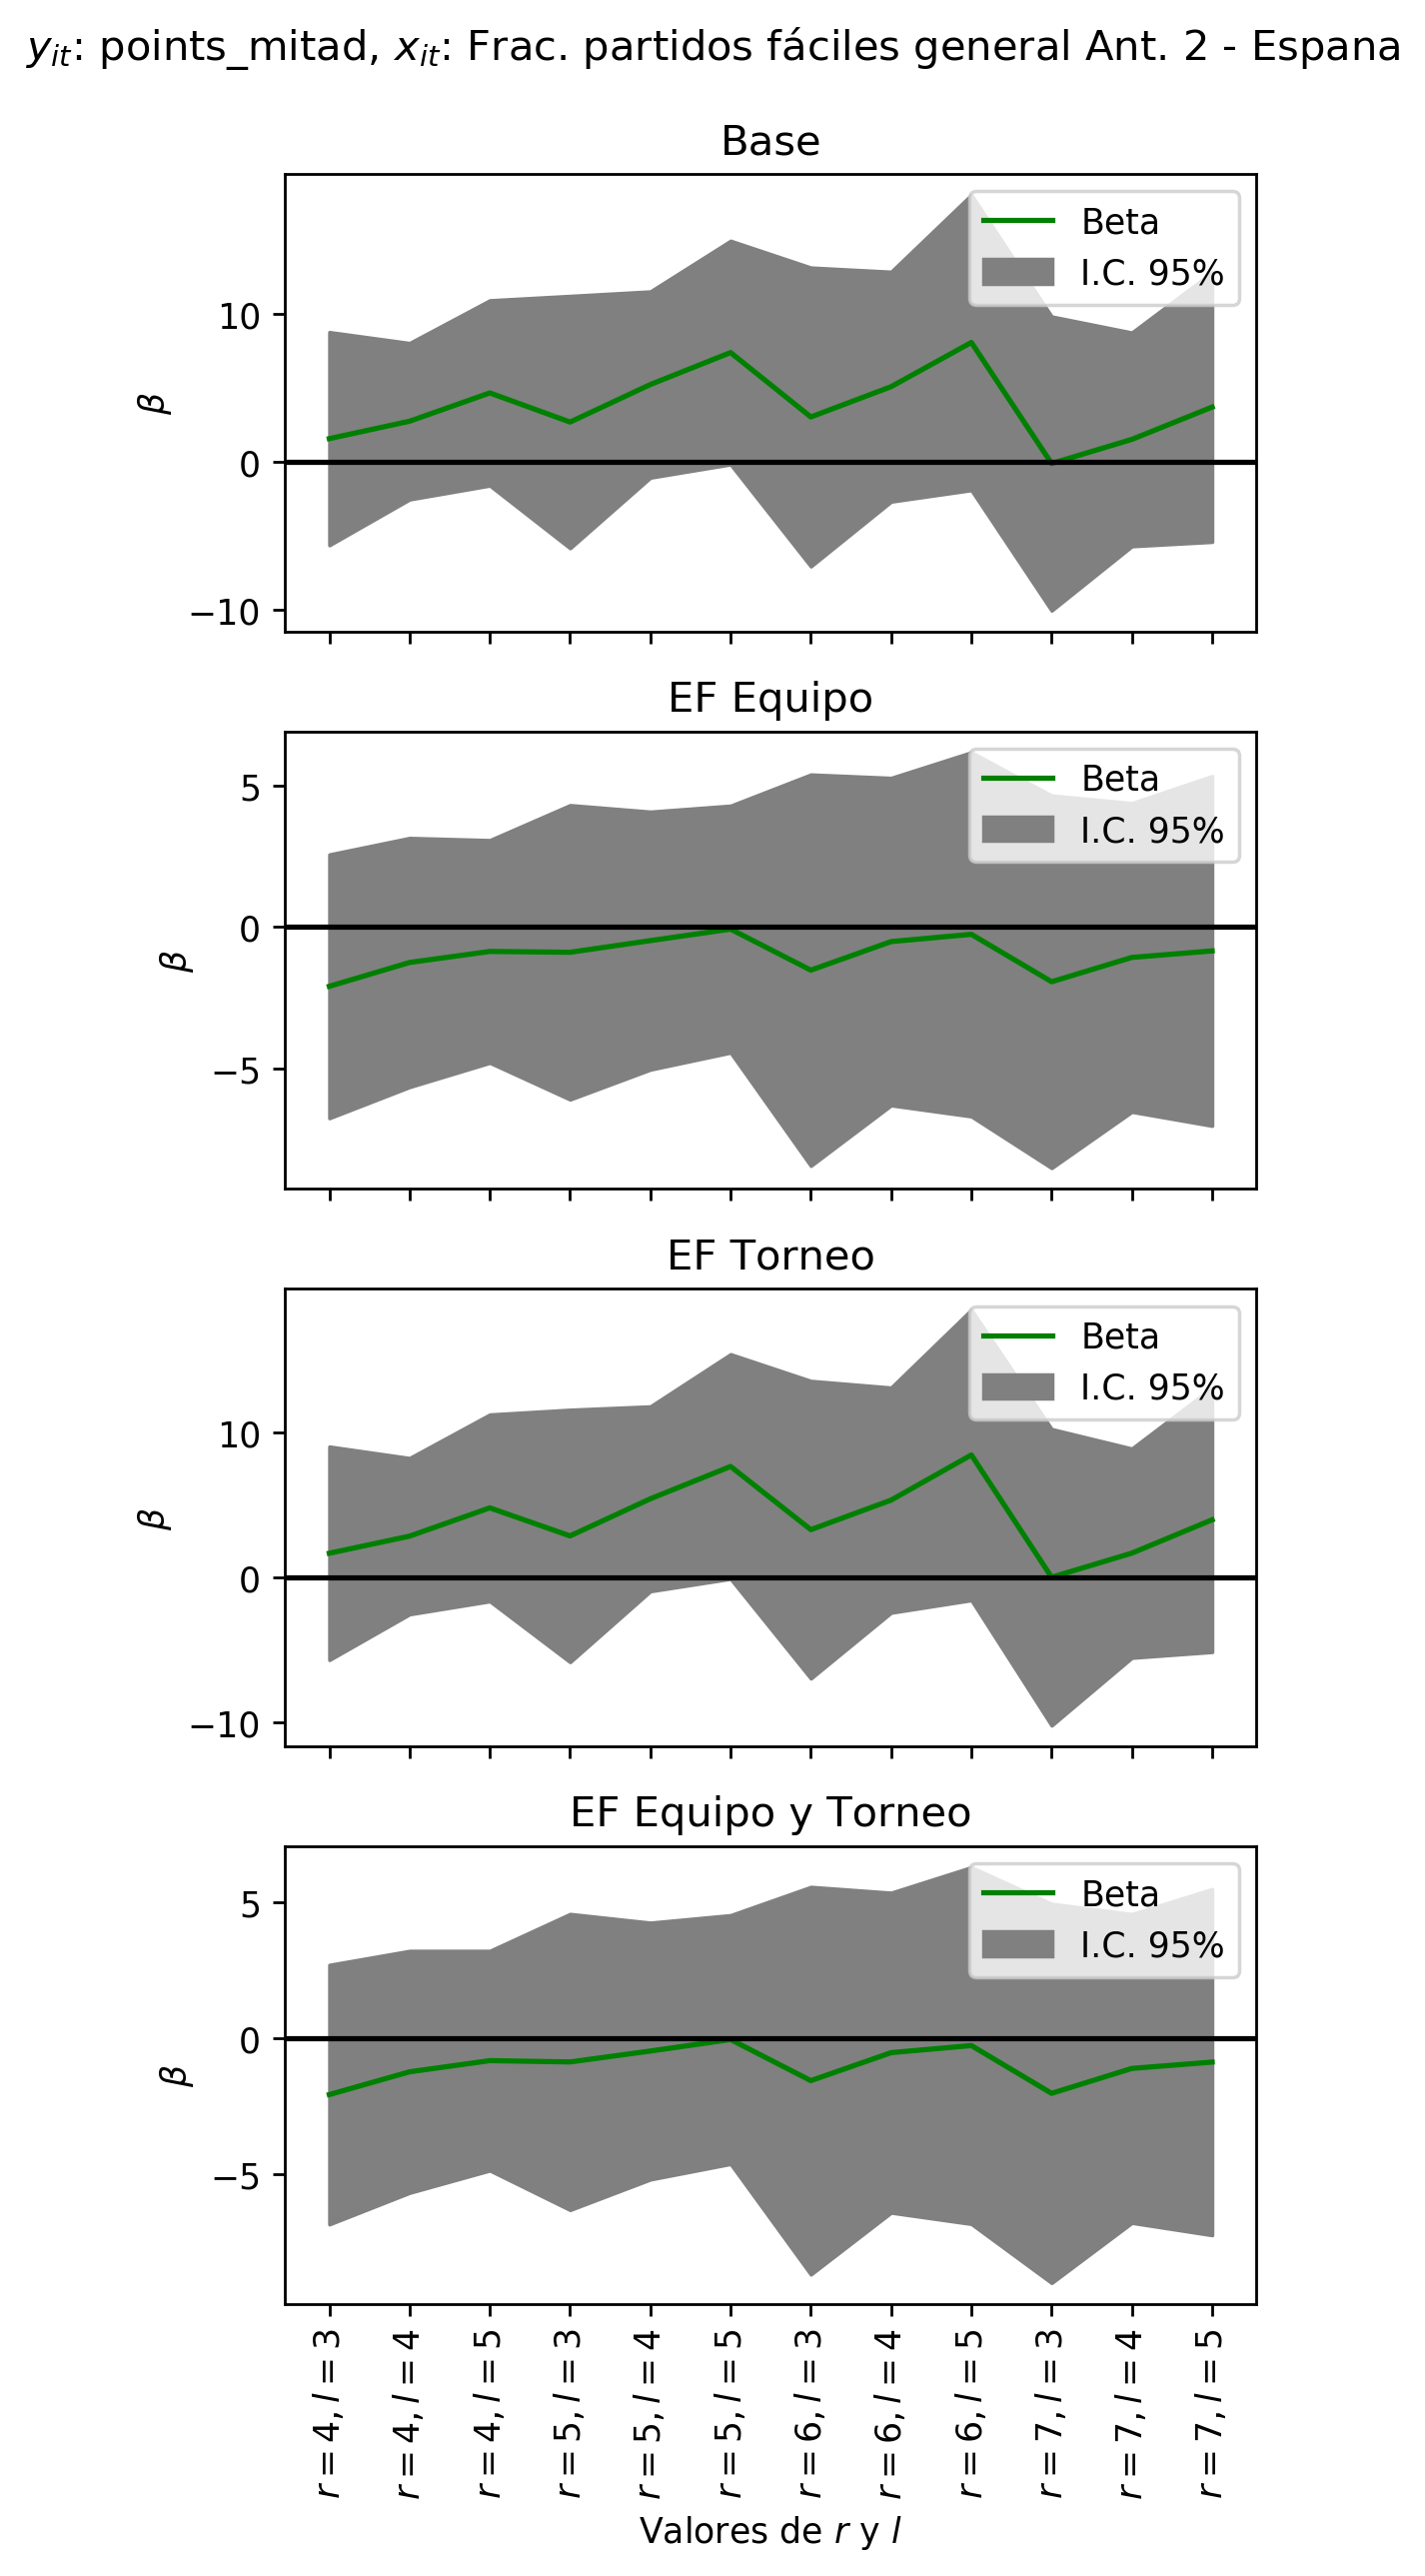 y_it: points_mitad, x_it: Frac. partidos fáciles general Ant. 2 - Espana
Base
Beta
I.C. 95%
10
0
−10
β
EF Equipo
Beta
I.C. 95%
5
0
−5
β
EF Torneo
Beta
I.C. 95%
10
0
−10
β
EF Equipo y Torneo
Beta
I.C. 95%
5
0
−5
β
r = 4, l = 3
r = 4, l = 4
r = 4, l = 5
r = 5, l = 3
r = 5, l = 4
r = 5, l = 5
r = 6, l = 3
r = 6, l = 4
r = 6, l = 5
r = 7, l = 3
r = 7, l = 4
r = 7, l = 5
Valores de r y l